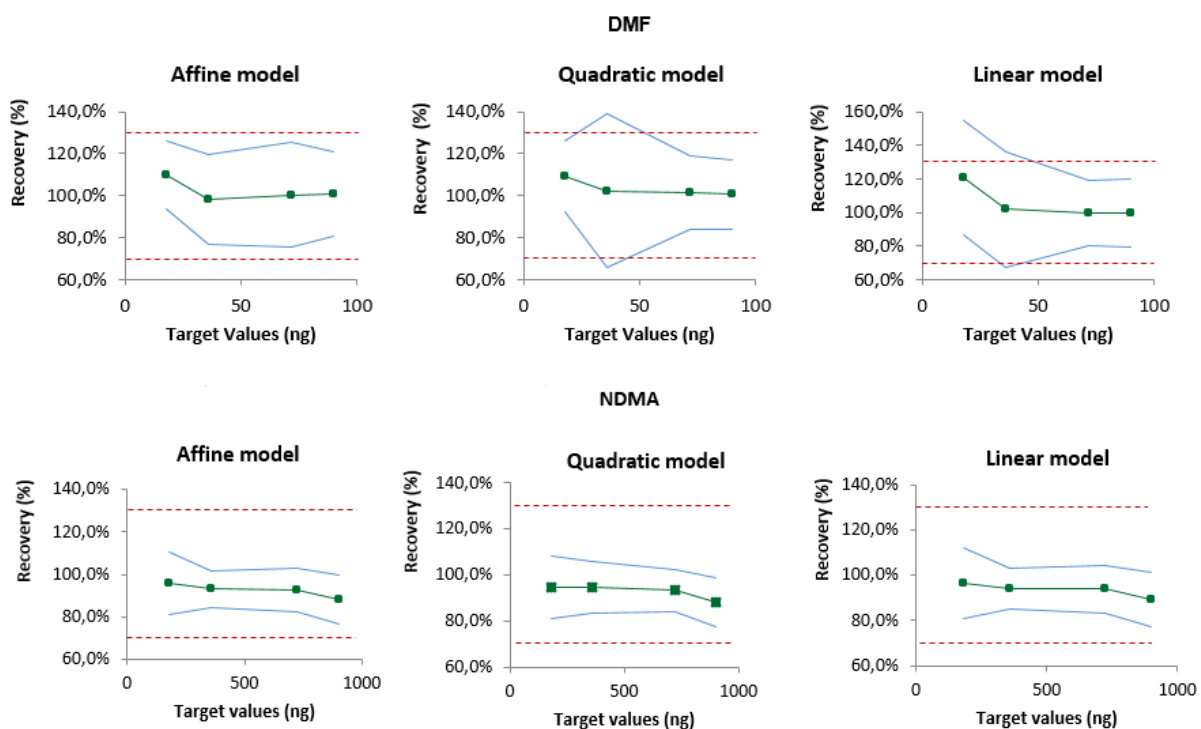 DMF
Affine model
Recovery (%)
140,0%
120,0%
100,0%
80,0%
60,0%
0
50
100
Target Values (ng)
Quadratic model
Recovery (%)
140,0%
120,0%
100,0%
80,0%
60,0%
0
50
100
Target Values (ng)
Linear model
Recovery (%)
160,0%
140,0%
120,0%
100,0%
80,0%
60,0%
0
50
100
Target Values (ng)
NDMA
Affine model
Recovery (%)
140,0%
120,0%
100,0%
80,0%
60,0%
0
500
1000
Target values (ng)
Quadratic model
Recovery (%)
140,0%
120,0%
100,0%
80,0%
60,0%
0
500
1000
Target values (ng)
Linear model
Recovery (%)
140,0%
120,0%
100,0%
80,0%
60,0%
0
500
1000
Target values (ng)